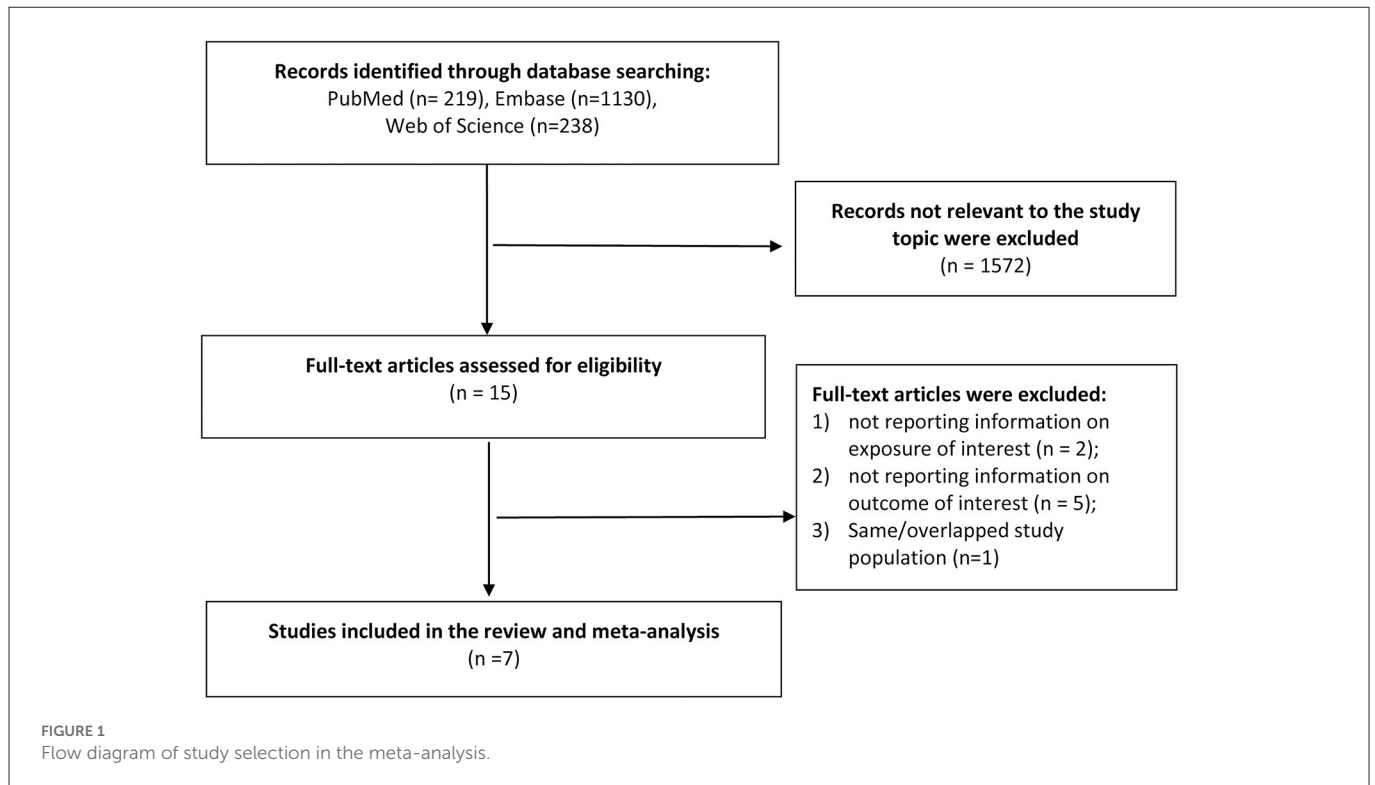 Records identified through database searching:
PubMed (n= 219), Embase (n=1130),
Web of Science (n=238)
Records not relevant to the study
topic were excluded
(n = 1572)
Full-text articles assessed for eligibility
(n = 15)
Full-text articles were excluded:
1) not reporting information on
exposure of interest (n = 2);
2) not reporting information on
outcome of interest (n = 5);
3) Same/overlapped study
population (n=1)
Studies included in the review and meta-analysis
(n =7)
FIGURE 1
Flow diagram of study selection in the meta-analysis.